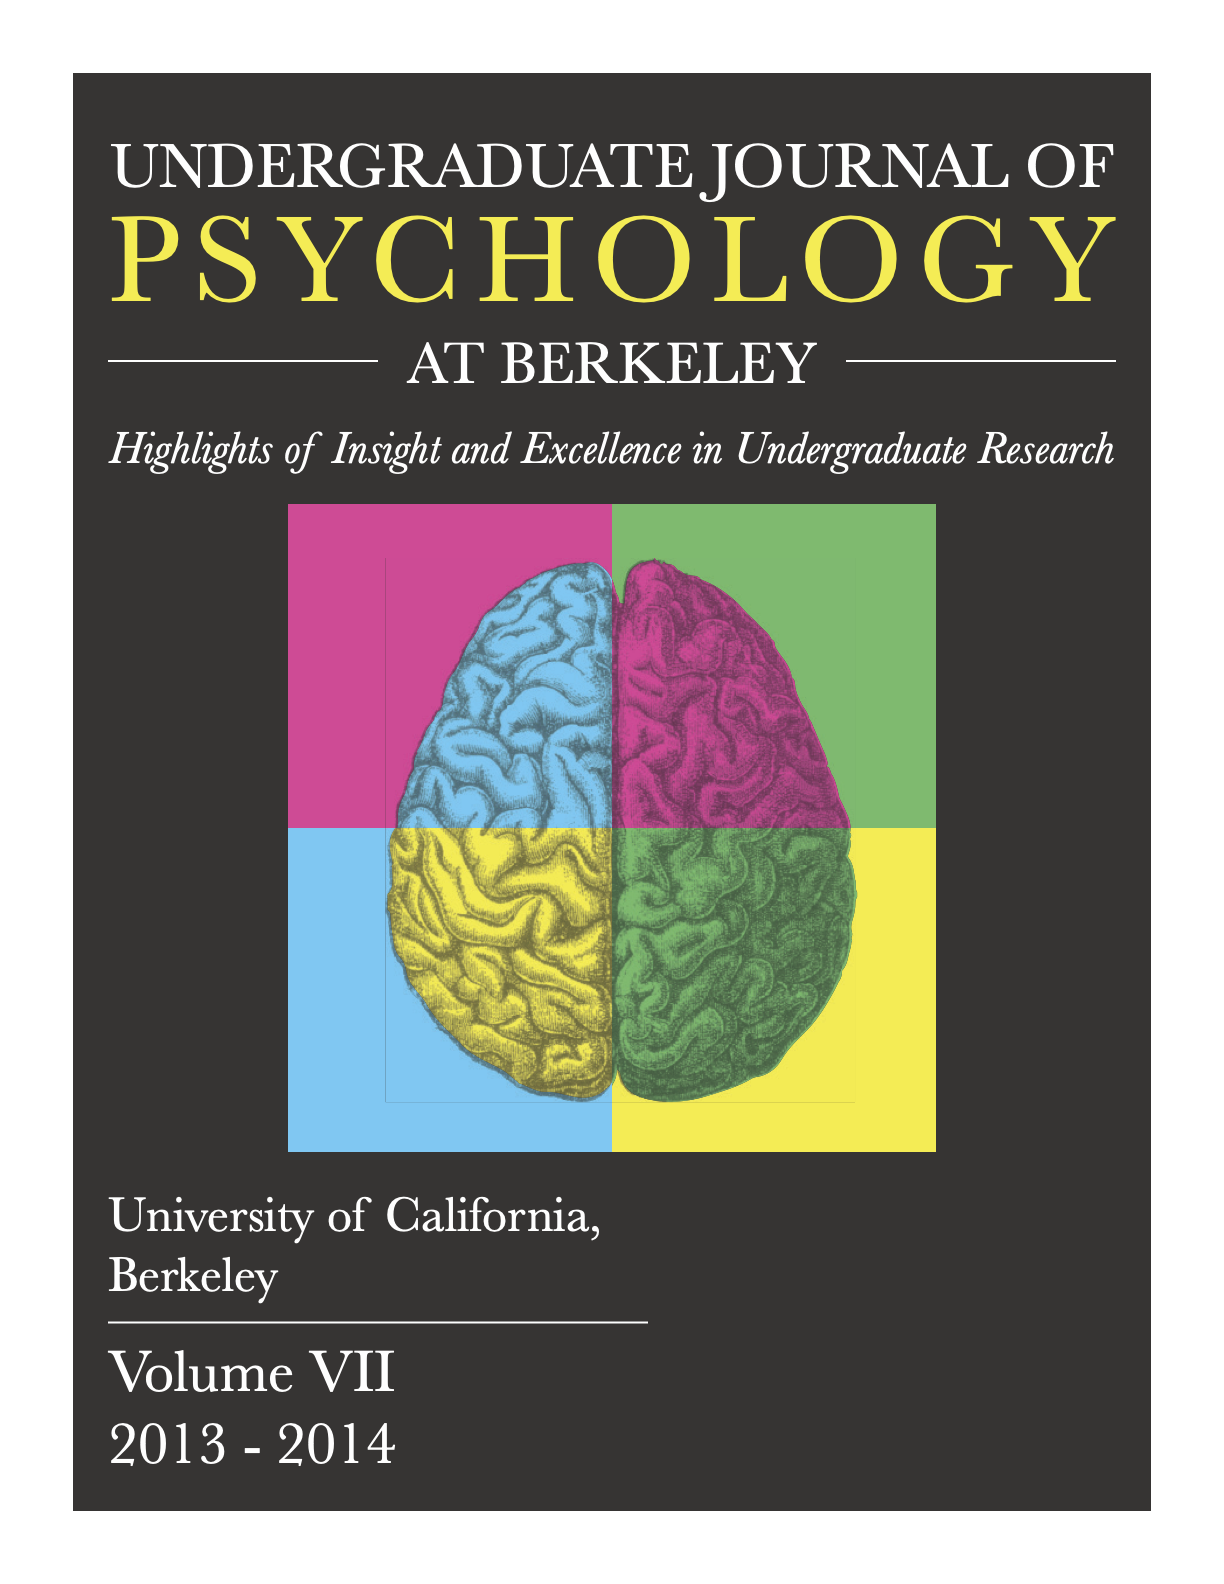 UNDERGRADUATE JOURNAL OF
PSYCHOLOGY
AT BERKELEY
Highlights of Insight and Excellence in Undergraduate Research
University of California,
Berkeley
Volume VII
2013 - 2014